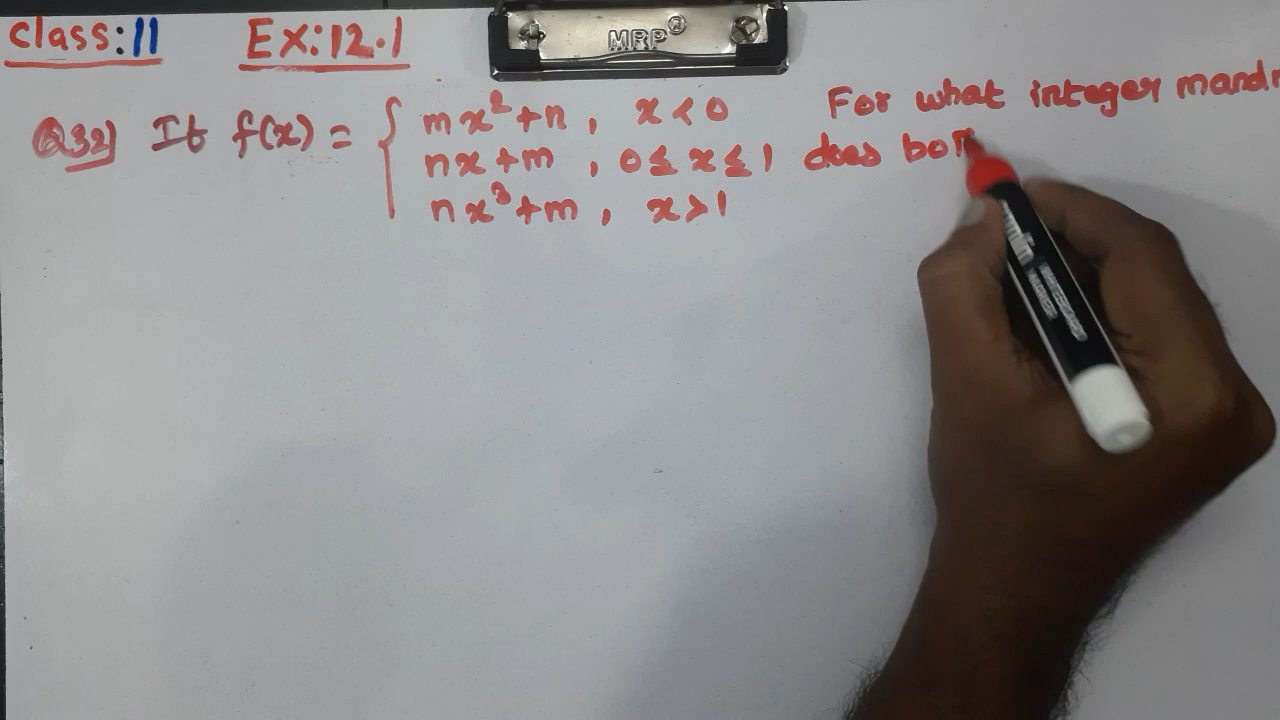 class:11 Ex:12.1
MRP®
Q32) If f(x) = { mx²+n, x<0 For what integer m and n
nx+m, 0≤x≤1 does bo
nx³+m, x>1